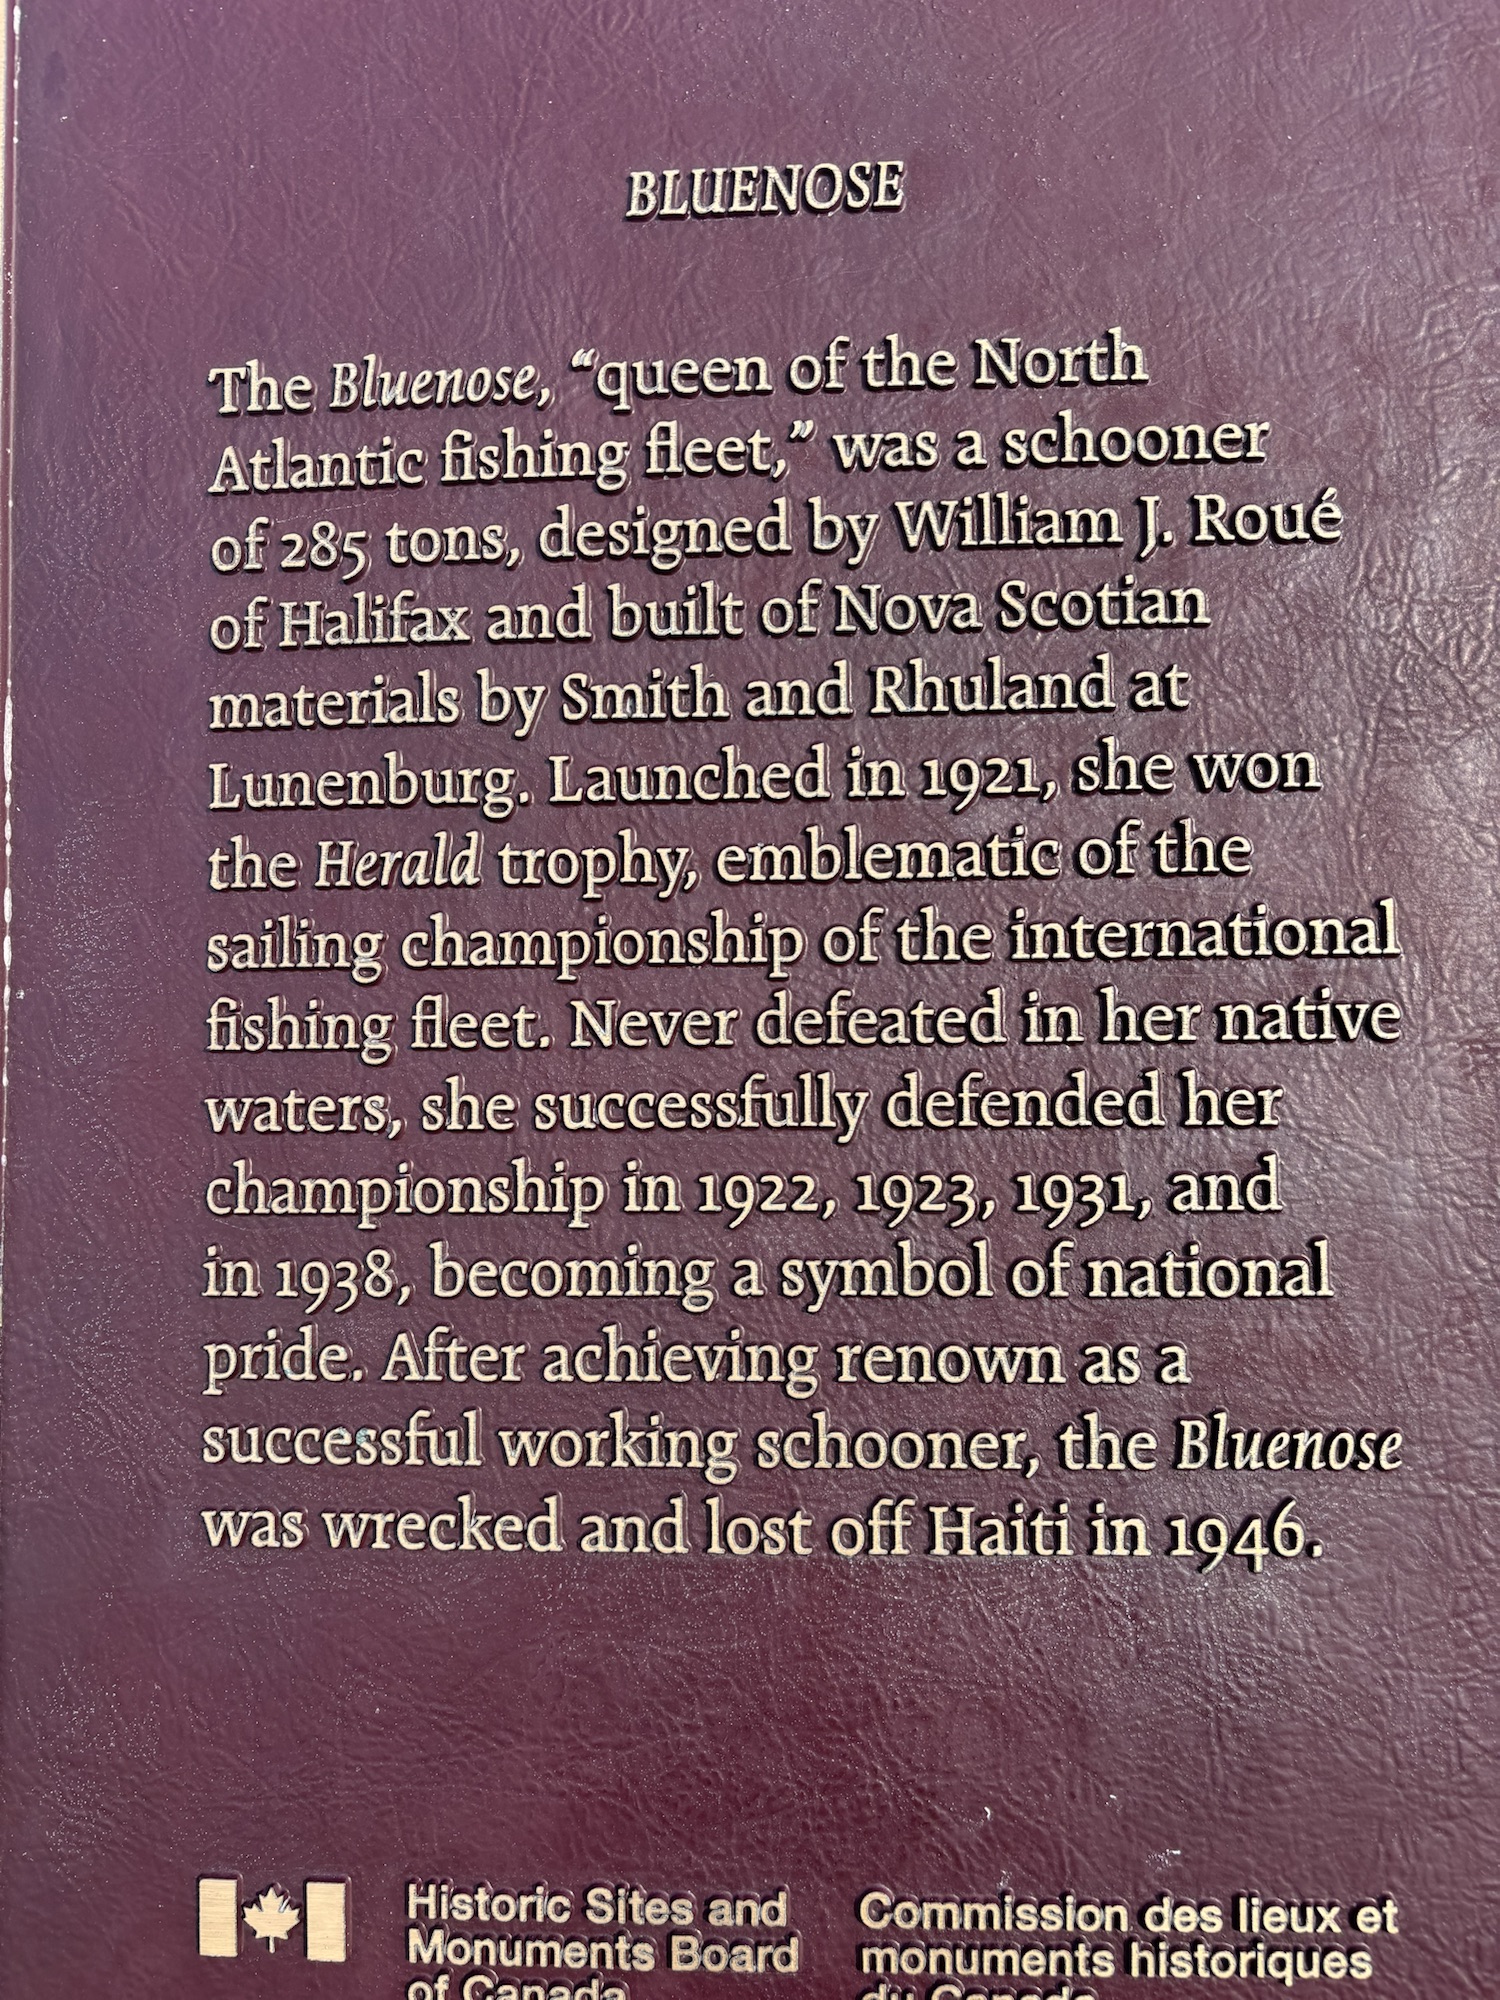 BLUENOSE
The Bluenose, “queen of the North
Atlantic fishing fleet,” was a schooner
of 285 tons, designed by William J. Roué
of Halifax and built of Nova Scotian
materials by Smith and Rhuland at
Lunenburg. Launched in 1921, she won
the Herald trophy, emblematic of the
sailing championship of the international
fishing fleet. Never defeated in her native
waters, she successfully defended her
championship in 1922, 1923, 1931, and
in 1938, becoming a symbol of national
pride. After achieving renown as a
successful working schooner, the Bluenose
was wrecked and lost off Haiti in 1946.
Historic Sites and
Monuments Board
of Canada
Commission des lieux et
monuments historiques
du Canada